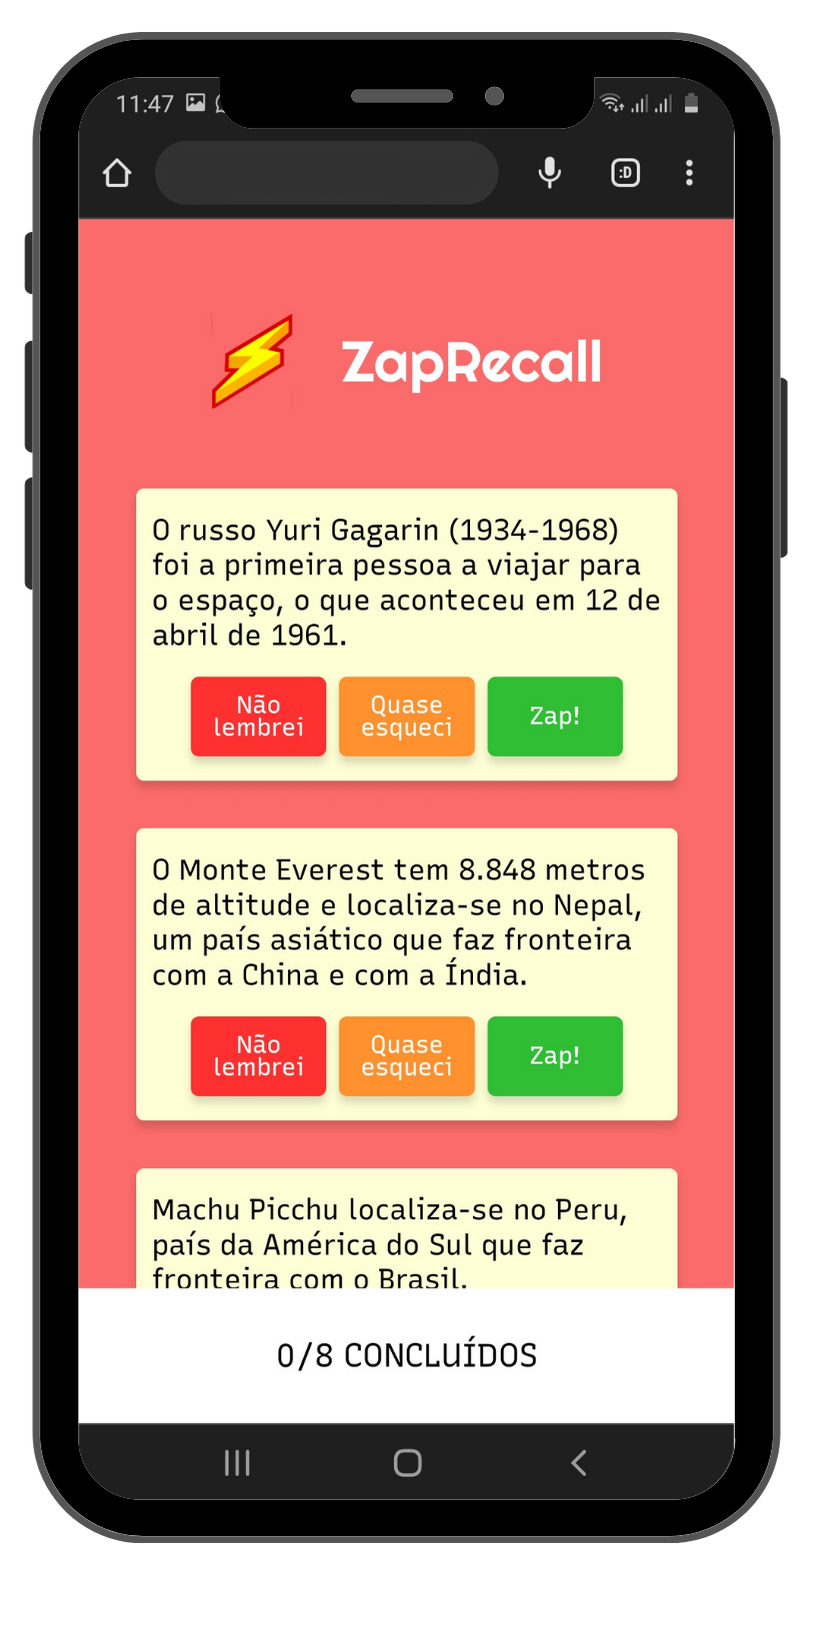 11:47
:D
ZapRecall
O russo Yuri Gagarin (1934-1968)
foi a primeira pessoa a viajar para
o espaço, o que aconteceu em 12 de
abril de 1961.
Não
lembrei
Quase
esqueci
Zap!
O Monte Everest tem 8.848 metros
de altitude e localiza-se no Nepal,
um país asiático que faz fronteira
com a China e com a Índia.
Não
lembrei
Quase
esqueci
Zap!
Machu Picchu localiza-se no Peru,
país da América do Sul que faz
fronteira com o Brasil.
0/8 CONCLUÍDOS